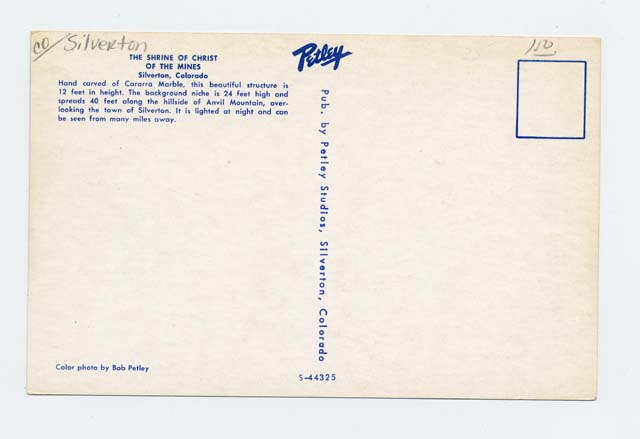 CO/ Silverton
THE SHRINE OF CHRIST
OF THE MINES
Silverton, Colorado
Hand carved of Cararra Marble, this beautiful structure is
12 feet in height. The background niche is 24 feet high and
spreads 40 feet along the hillside of Anvil Mountain, over-
looking the town of Silverton. It is lighted at night and can
be seen from many miles away.
Petley
Pub. by Petley Studios, Silverton, Colorado
Color photo by Bob Petley
S-44325